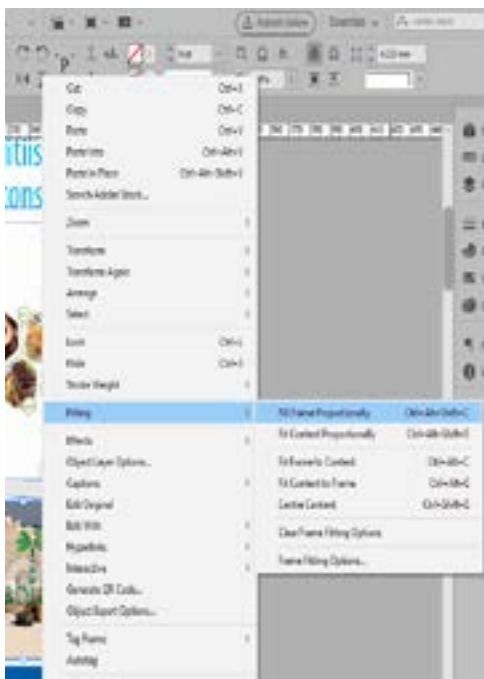 itiis
cons
Cut Ctrl+X
Copy Ctrl+C
Paste Ctrl+V
Paste Into Ctrl+Alt+V
Paste in Place Ctrl+Alt+Shift+V
Search Adobe Stock...
Zoom
Transform
Transform Again
Arrange
Select
Lock Ctrl+L
Hide Ctrl+3
Stroke Weight
Fitting
Fill Frame Proportionally Ctrl+Alt+Shift+C
Fit Content Proportionally Ctrl+Alt+Shift+E
Fit Frame to Content Ctrl+Alt+C
Fit Content to Frame Ctrl+Alt+E
Centre Content Ctrl+Shift+E
Clear Frame Fitting Options
Frame Fitting Options...
Effects
Object Layer Options...
Captions
Edit Original
Edit With
Hyperlinks
Interactive
Generate QR Code...
Object Export Options...
Tag Frame
Autotag